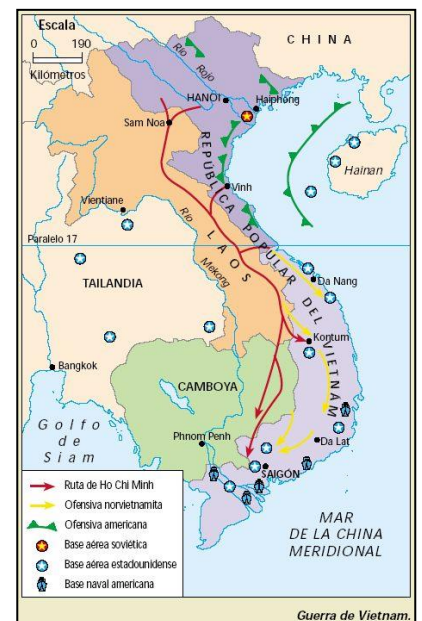 Escala
0 190
Kilómetros
CHINA
Río
Rojo
HANOI
Haiphong
Sam Noa
Hainan
REPÚBLICA POPULAR DEL VIETNAM
Vinh
Vientiane
Río
Mekong
LAOS
Paralelo 17
TAILANDIA
Da Nang
Kontum
Bangkok
CAMBOYA
Golfo
de
Siam
Phnom Penh
Da Lat
SAIGÓN
MAR
DE LA CHINA
MERIDIONAL
Ruta de Ho Chi Minh
Ofensiva norvietnamita
Ofensiva americana
Base aérea soviética
Base aérea estadounidense
Base naval americana
Guerra de Vietnam.